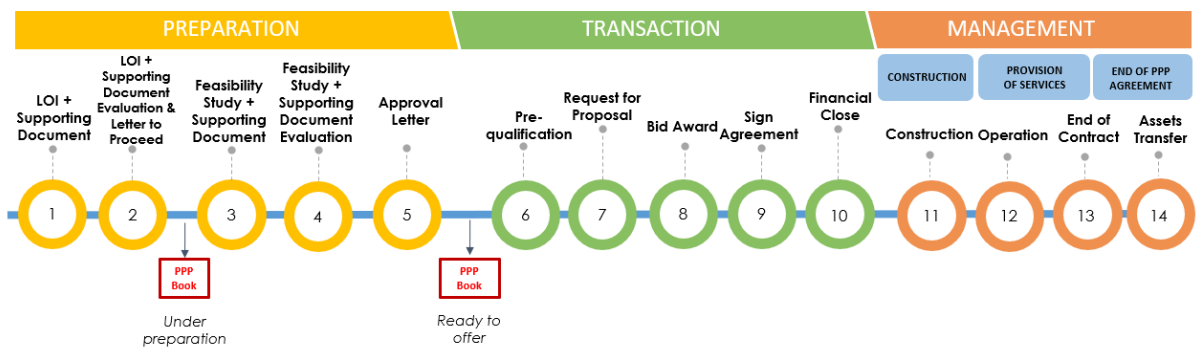 PREPARATION
TRANSACTION
MANAGEMENT
LOI +
Supporting
Document
LOI +
Supporting
Document
Evaluation &
Letter to
Proceed
Feasibility
Study +
Supporting
Document
Feasibility
Study +
Supporting
Document
Evaluation
Approval
Letter
Pre-
qualification
Request for
Proposal
Bid Award
Sign
Agreement
Financial
Close
CONSTRUCTION
PROVISION
OF SERVICES
END OF PPP
AGREEMENT
Construction
Operation
End of
Contract
Assets
Transfer
1
2
3
4
5
6
7
8
9
10
11
12
13
14
PPP
Book
Under
preparation
PPP
Book
Ready to
offer